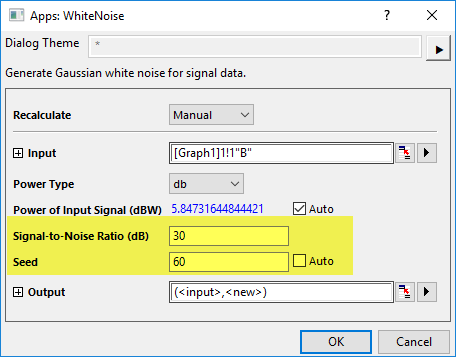 Apps: WhiteNoise
Dialog Theme *
Generate Gaussian white noise for signal data.
Recalculate Manual
Input [Graph1]1!1"B"
Power Type db
Power of Input Signal (dBW) 5.84731644844421 Auto
Signal-to-Noise Ratio (dB) 30
Seed 60 Auto
Output (<input>,<new>)
OK Cancel